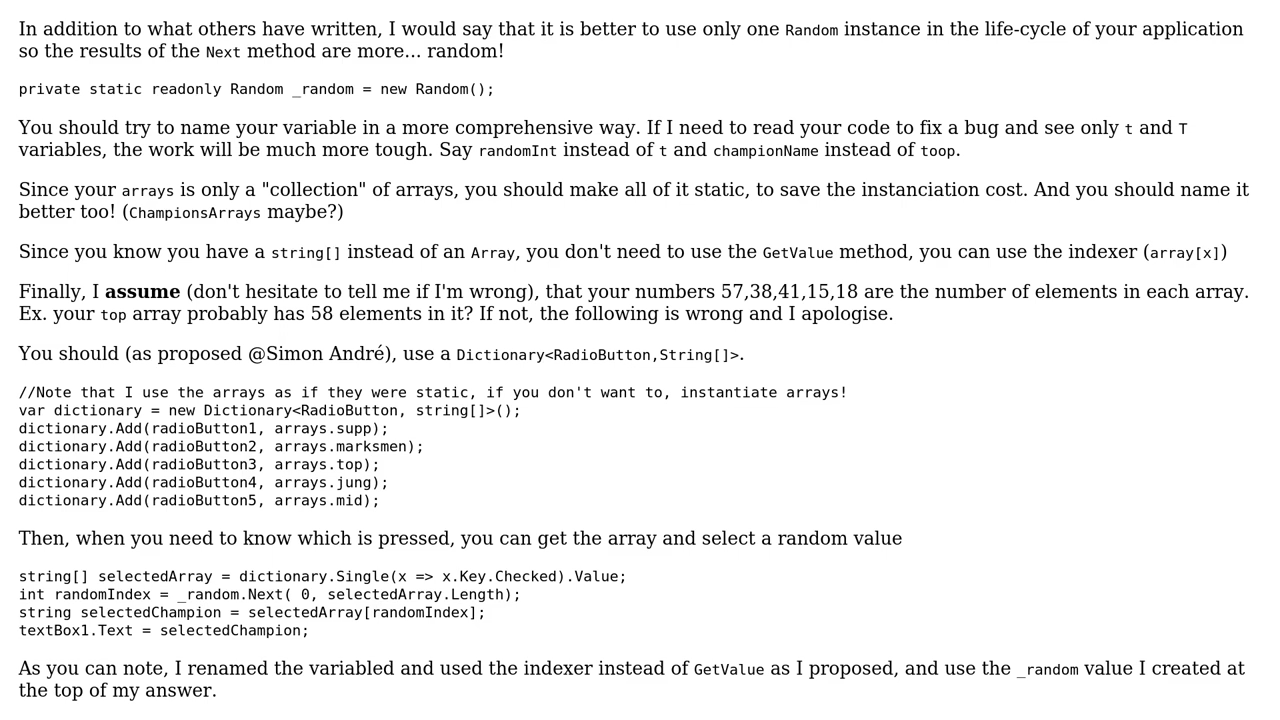 In addition to what others have written, I would say that it is better to use only one Random instance in the life-cycle of your application
so the results of the Next method are more... random!
private static readonly Random _random = new Random();
You should try to name your variable in a more comprehensive way. If I need to read your code to fix a bug and see only t and T
variables, the work will be much more tough. Say randomInt instead of t and championName instead of toop.
Since your arrays is only a "collection" of arrays, you should make all of it static, to save the instanciation cost. And you should name it
better too! (ChampionsArrays maybe?)
Since you know you have a string[] instead of an Array, you don't need to use the GetValue method, you can use the indexer (array[x])
Finally, I assume (don't hesitate to tell me if I'm wrong), that your numbers 57,38,41,15,18 are the number of elements in each array.
Ex. your top array probably has 58 elements in it? If not, the following is wrong and I apologise.
You should (as proposed @Simon André), use a Dictionary<RadioButton,String[]>.
//Note that I use the arrays as if they were static, if you don't want to, instantiate arrays!
var dictionary = new Dictionary<RadioButton, string[]>();
dictionary.Add(radioButton1, arrays.supp);
dictionary.Add(radioButton2, arrays.marksmen);
dictionary.Add(radioButton3, arrays.top);
dictionary.Add(radioButton4, arrays.jung);
dictionary.Add(radioButton5, arrays.mid);
Then, when you need to know which is pressed, you can get the array and select a random value
string[] selectedArray = dictionary.Single(x => x.Key.Checked).Value;
int randomIndex = _random.Next( 0, selectedArray.Length);
string selectedChampion = selectedArray[randomIndex];
textBox1.Text = selectedChampion;
As you can note, I renamed the variabled and used the indexer instead of GetValue as I proposed, and use the _random value I created at
the top of my answer.